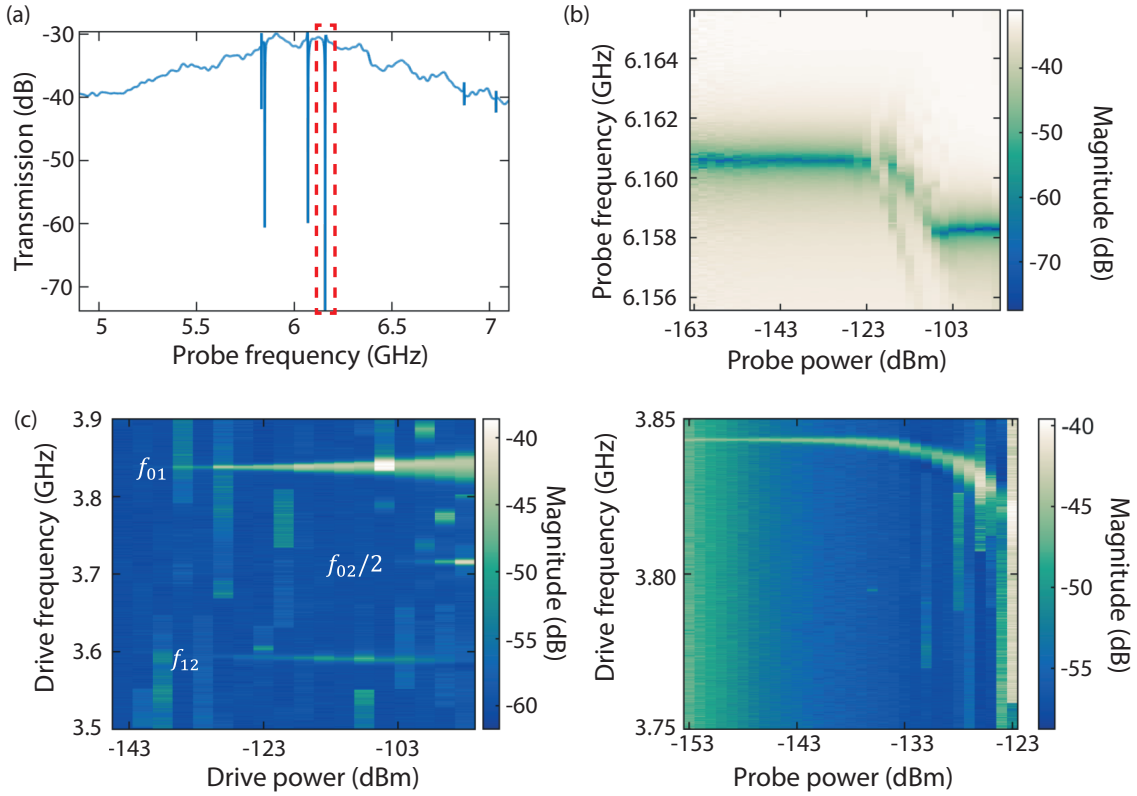 (a)
Transmission (dB)
-30
-40
-50
-60
-70
5
5.5
6
6.5
7
Probe frequency (GHz)
(b)
Probe frequency (GHz)
6.164
6.162
6.160
6.158
6.156
-163
-143
-123
-103
Probe power (dBm)
-40
-50
-60
-70
Magnitude (dB)
(c)
Drive frequency (GHz)
3.9
3.8
3.7
3.6
3.5
f01
f02/2
f12
-143
-123
-103
Drive power (dBm)
-40
-45
-50
-55
-60
Magnitude (dB)
Drive frequency (GHz)
3.85
3.80
3.75
-153
-143
-133
-123
Probe power (dBm)
-40
-45
-50
-55
Magnitude (dB)